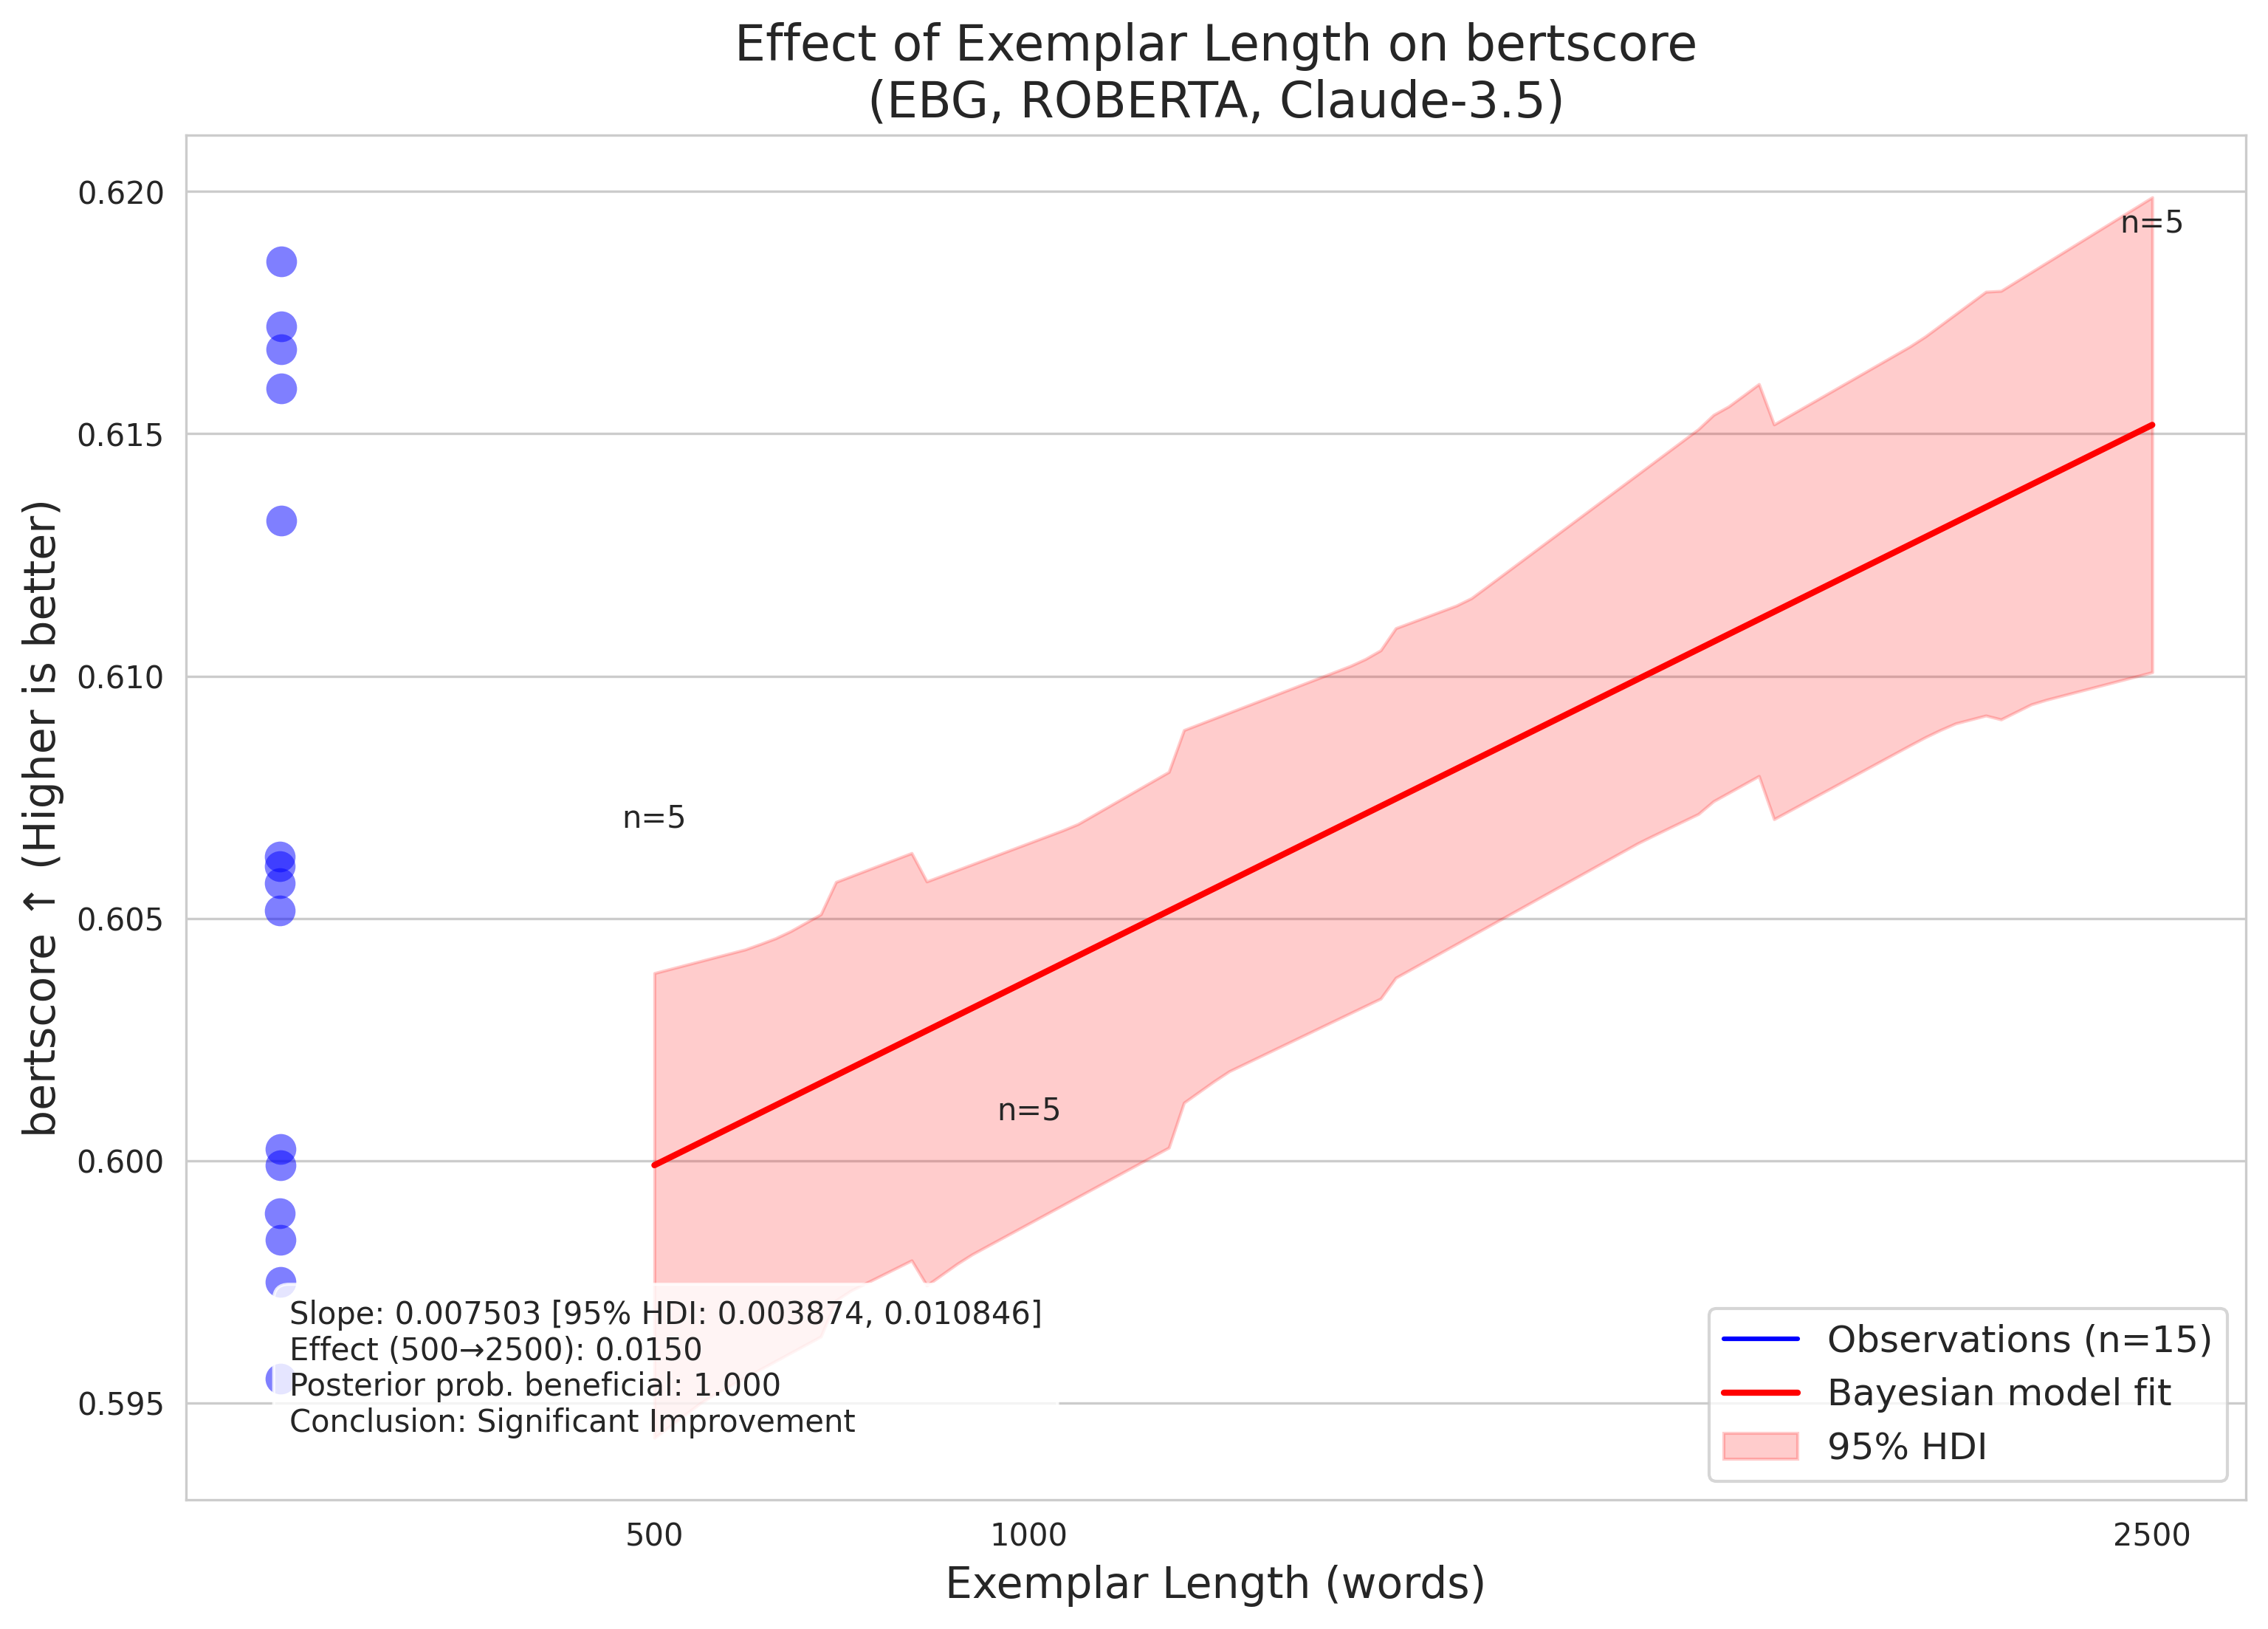 Effect of Exemplar Length on bertscore
(EBG, ROBERTA, Claude-3.5)
bertscore ↑ (Higher is better)
0.620
0.615
0.610
0.605
0.600
0.595
n=5
n=5
n=5
Slope: 0.007503 [95% HDI: 0.003874, 0.010846]
Effect (500→2500): 0.0150
Posterior prob. beneficial: 1.000
Conclusion: Significant Improvement
Observations (n=15)
Bayesian model fit
95% HDI
500
1000
2500
Exemplar Length (words)